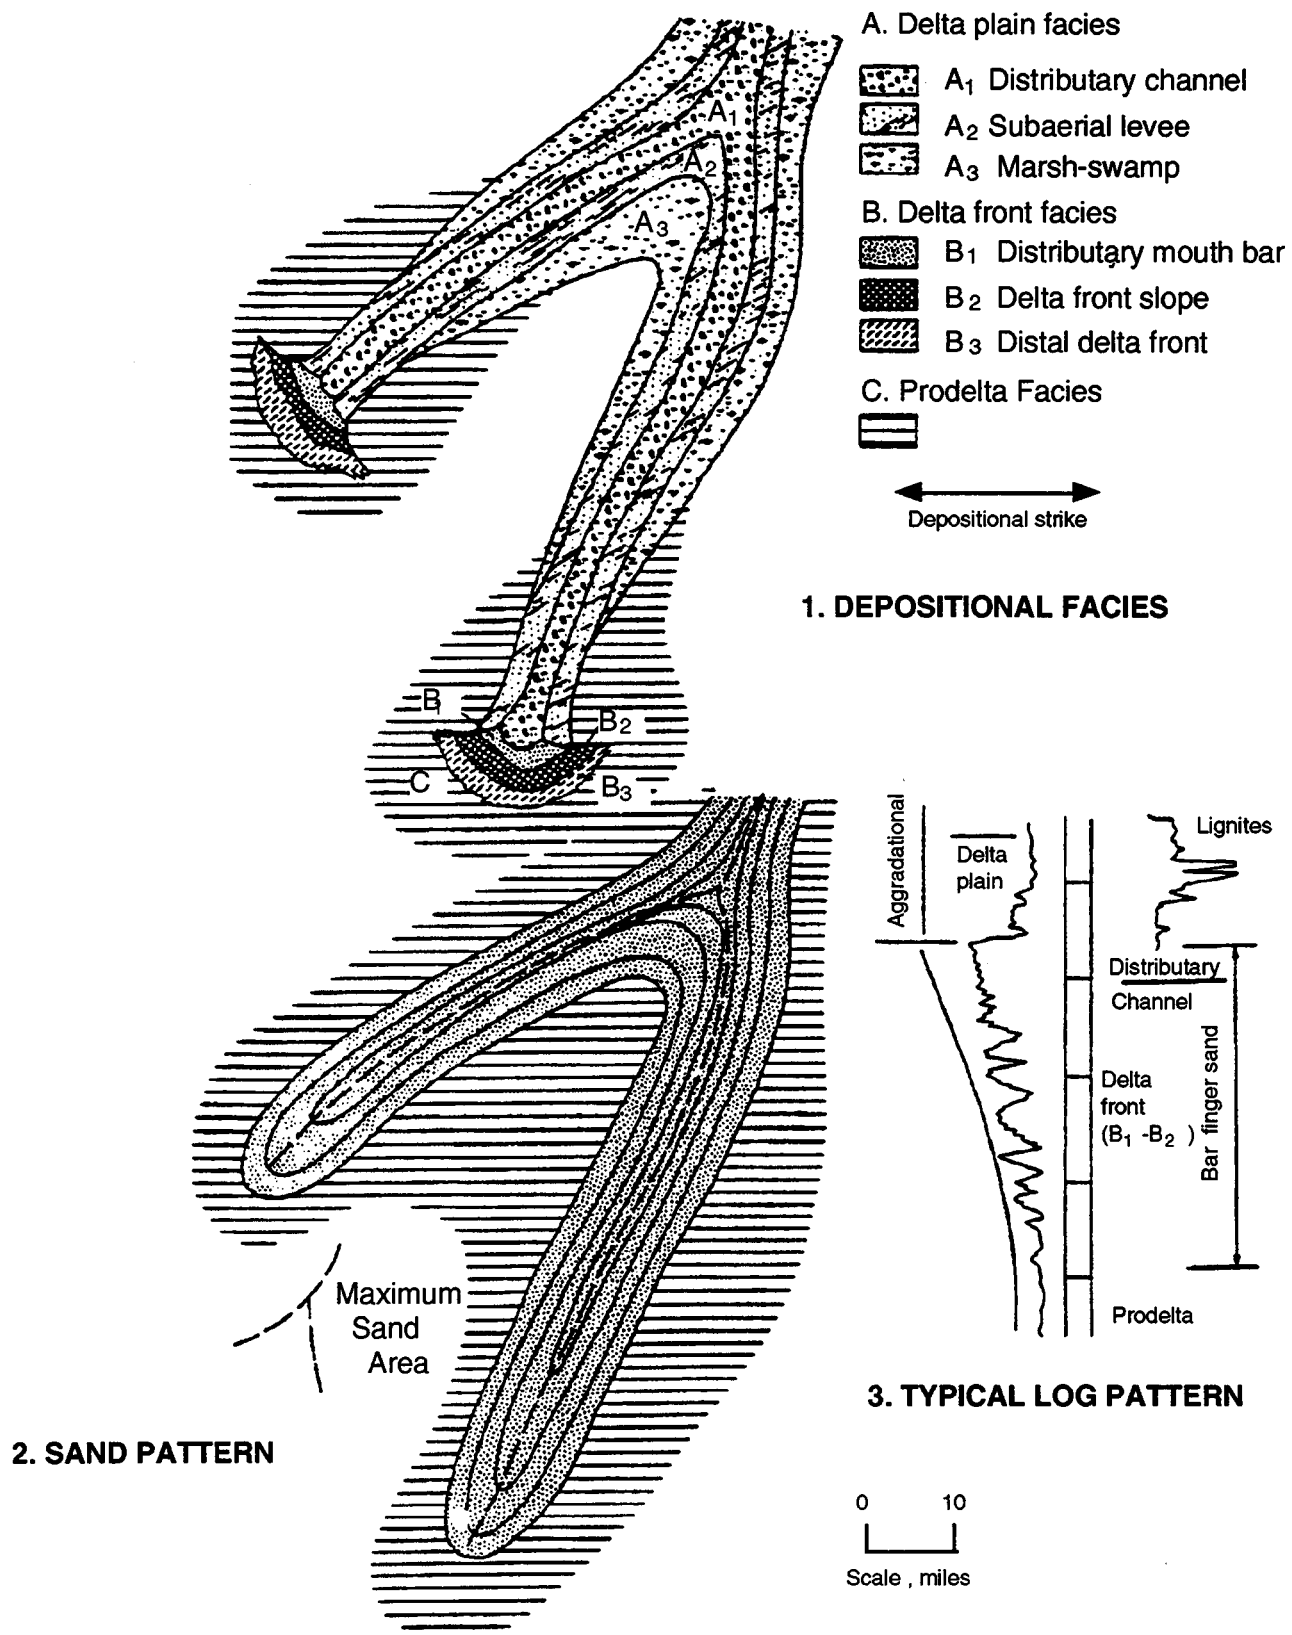 A. Delta plain facies
A1 Distributary channel
A2 Subaerial levee
A3 Marsh-swamp
B. Delta front facies
B1 Distributary mouth bar
B2 Delta front slope
B3 Distal delta front
C. Prodelta Facies
Depositional strike
1. DEPOSITIONAL FACIES
A1
A2
A3
B1
B2
C
B3
Maximum
Sand
Area
2. SAND PATTERN
Aggradational
Delta
plain
Lignites
Distributary
Channel
Delta
front
(B1 -B2 )
Bar finger sand
Prodelta
3. TYPICAL LOG PATTERN
0 10
Scale , miles